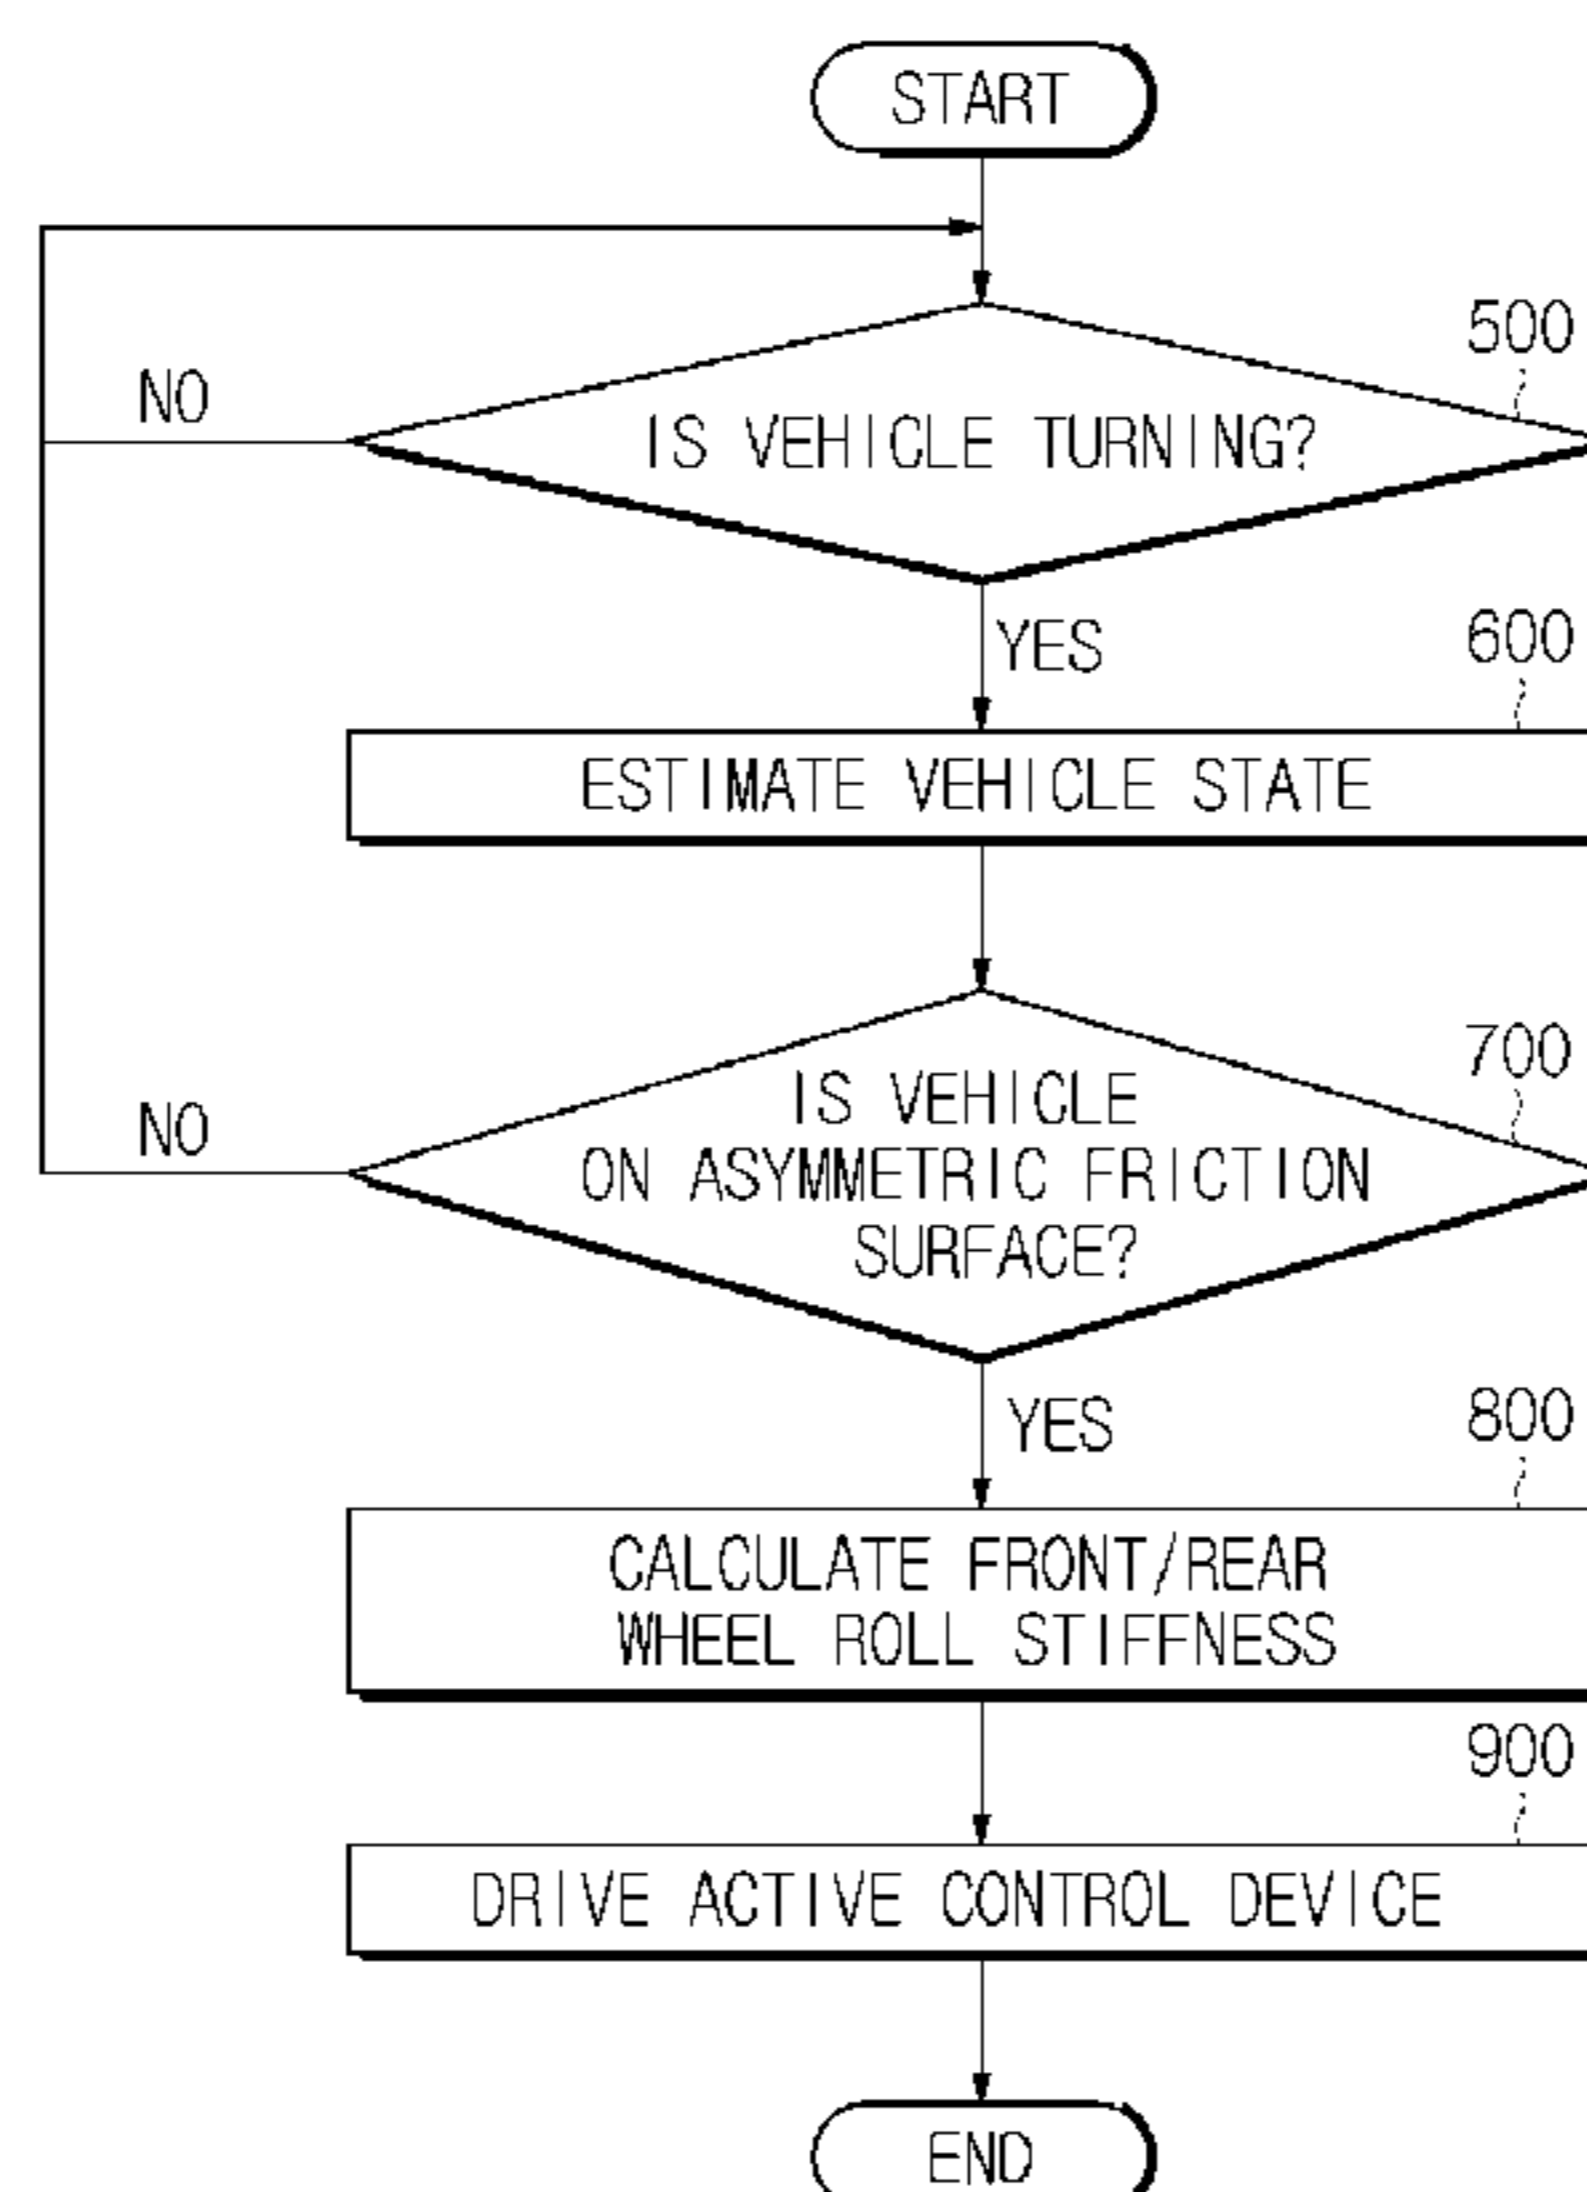 START
500
NO
IS VEHICLE TURNING?
YES
600
ESTIMATE VEHICLE STATE
700
NO
IS VEHICLE
ON ASYMMETRIC FRICTION
SURFACE?
YES
800
CALCULATE FRONT/REAR
WHEEL ROLL STIFFNESS
900
DRIVE ACTIVE CONTROL DEVICE
END